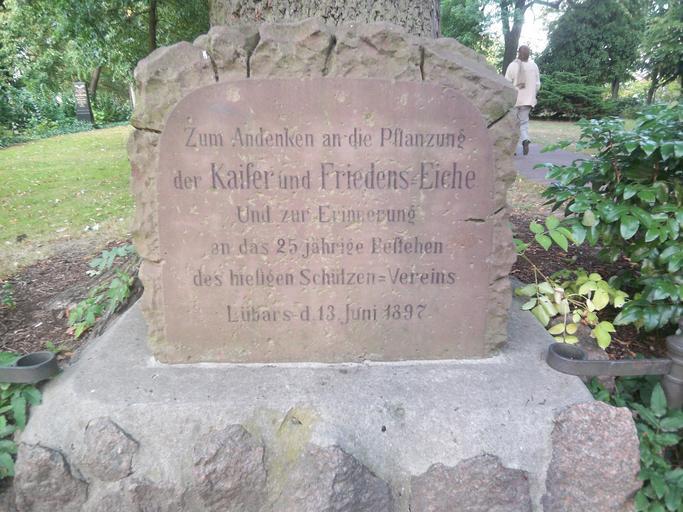 Zum Andenken an die Pflanzung
der Kaiſer und Friedens=Eiche
Und zur Erinnerung
an das 25 jährige Beſtehen
des hieſigen Schützen=Vereins
Lübars d. 13. Juni 1897